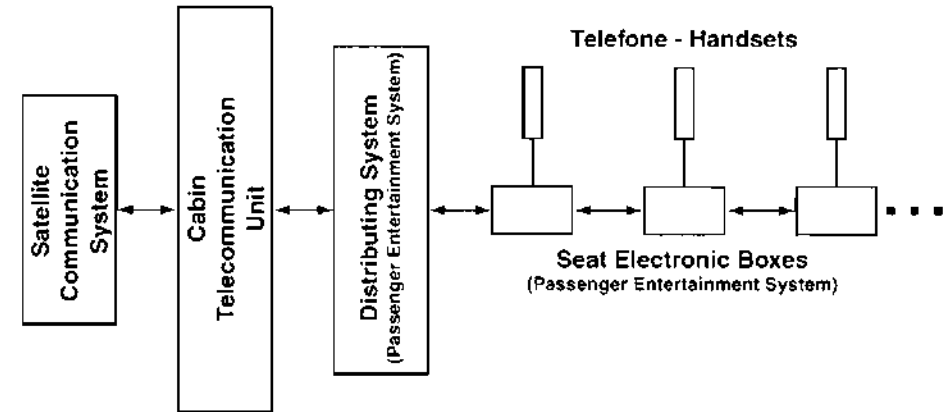 Satellite
Communication
System
Cabin
Telecommunication
Unit
Distributing System
(Passenger Entertainment System)
Telefone - Handsets
Seat Electronic Boxes
(Passenger Entertainment System)